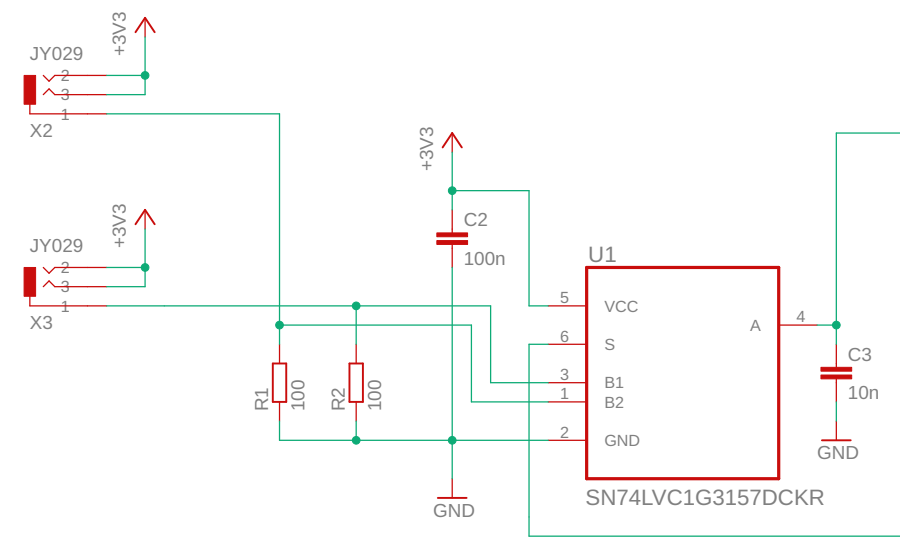 +3V3
JY029
2
3
1
X2
+3V3
JY029
2
3
1
X3
+3V3
C2
100n
R1
100
R2
100
GND
U1
5
VCC
6
S
3
B1
1
B2
2
GND
A
4
SN74LVC1G3157DCKR
C3
10n
GND